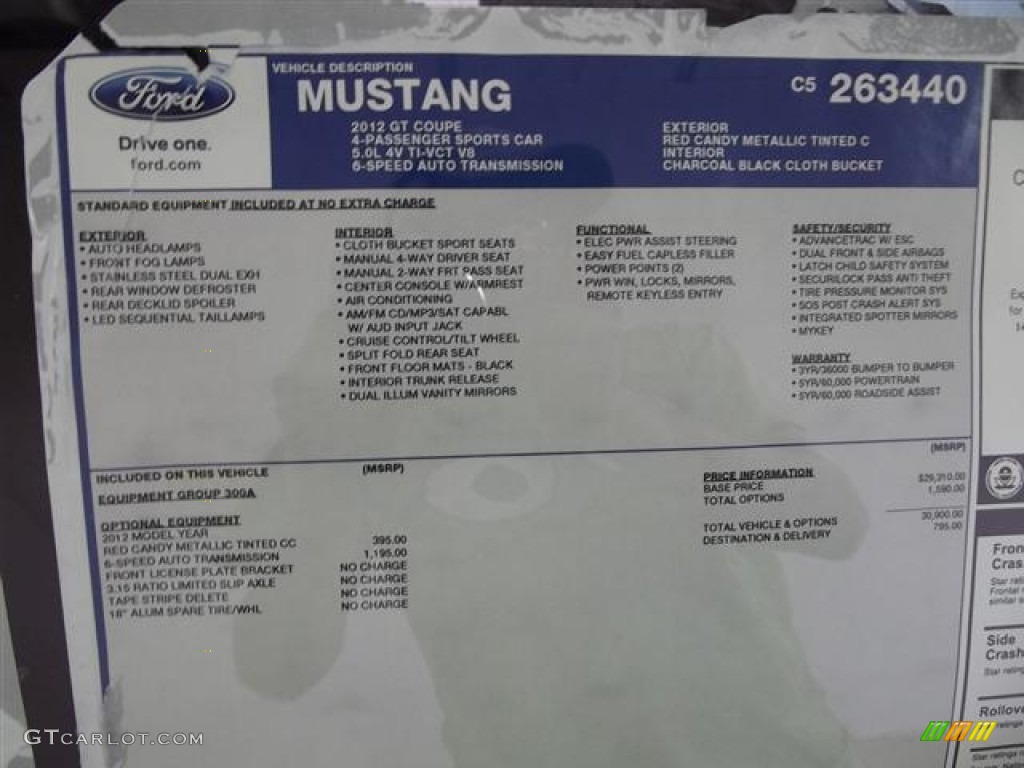 Ford
Drive one.
ford.com
VEHICLE DESCRIPTION
MUSTANG
2012 GT COUPE
4-PASSENGER SPORTS CAR
5.0L 4V TI-VCT V8
6-SPEED AUTO TRANSMISSION
C5 263440
EXTERIOR
RED CANDY METALLIC TINTED C
INTERIOR
CHARCOAL BLACK CLOTH BUCKET
STANDARD EQUIPMENT INCLUDED AT NO EXTRA CHARGE
EXTERIOR
• AUTO HEADLAMPS
• FRONT FOG LAMPS
• STAINLESS STEEL DUAL EXH
• REAR WINDOW DEFROSTER
• REAR DECKLID SPOILER
• LED SEQUENTIAL TAILLAMPS
INTERIOR
• CLOTH BUCKET SPORT SEATS
• MANUAL 4-WAY DRIVER SEAT
• MANUAL 2-WAY FRT PASS SEAT
• CENTER CONSOLE W/ARMREST
• AIR CONDITIONING
• AM/FM CD/MP3/SAT CAPABL
W/ AUD INPUT JACK
• CRUISE CONTROL/TILT WHEEL
• SPLIT FOLD REAR SEAT
• FRONT FLOOR MATS - BLACK
• INTERIOR TRUNK RELEASE
• DUAL ILLUM VANITY MIRRORS
FUNCTIONAL
• ELEC PWR ASSIST STEERING
• EASY FUEL CAPLESS FILLER
• POWER POINTS (2)
• PWR WIN, LOCKS, MIRRORS,
REMOTE KEYLESS ENTRY
SAFETY/SECURITY
• ADVANCETRAC W/ ESC
• DUAL FRONT & SIDE AIRBAGS
• LATCH CHILD SAFETY SYSTEM
• SECURILOCK PASS ANTI THEFT
• TIRE PRESSURE MONITOR SYS
• SOS POST CRASH ALERT SYS
• INTEGRATED SPOTTER MIRRORS
• MYKEY
WARRANTY
• 3YR/36000 BUMPER TO BUMPER
• 5YR/60,000 POWERTRAIN
• 5YR/60,000 ROADSIDE ASSIST
INCLUDED ON THIS VEHICLE (MSRP)
EQUIPMENT GROUP 300A
OPTIONAL EQUIPMENT
2012 MODEL YEAR
RED CANDY METALLIC TINTED CC 395.00
6-SPEED AUTO TRANSMISSION 1,195.00
FRONT LICENSE PLATE BRACKET NO CHARGE
3.15 RATIO LIMITED SLIP AXLE NO CHARGE
TAPE STRIPE DELETE NO CHARGE
18" ALUM SPARE TIRE/WHL NO CHARGE
(MSRP)
PRICE INFORMATION
BASE PRICE $29,310.00
TOTAL OPTIONS 1,590.00
TOTAL VEHICLE & OPTIONS 30,900.00
DESTINATION & DELIVERY 795.00
Fron
Cras
Star ratin
Frontal
similar s
Side
Crash
Star rating
Rollove
GTCARLOT.COM